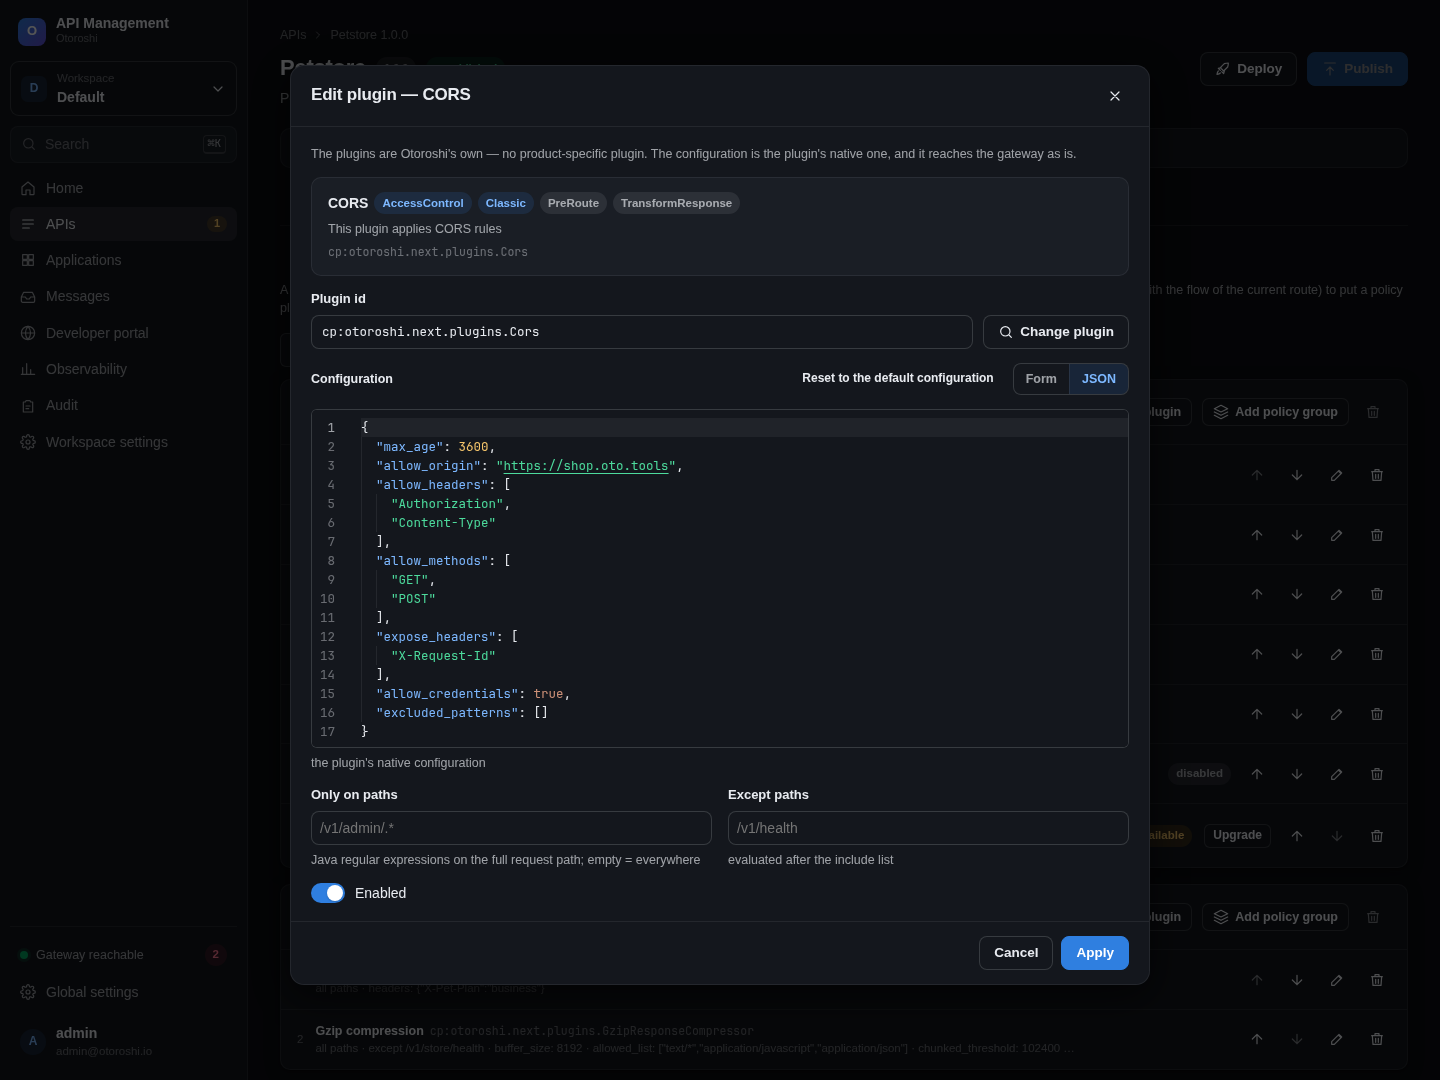 O
API Management
Otoroshi
D
Workspace
Default
Search
⌘K
Home
APIs
1
Applications
Messages
Developer portal
Observability
Audit
Workspace settings
Gateway reachable
2
Global settings
A
admin
admin@otoroshi.io
APIs › Petstore 1.0.0
Deploy
Publish
Edit plugin — CORS
The plugins are Otoroshi's own — no product-specific plugin. The configuration is the plugin's native one, and it reaches the gateway as is.
CORS AccessControl Classic PreRoute TransformResponse
This plugin applies CORS rules
cp:otoroshi.next.plugins.Cors
Plugin id
cp:otoroshi.next.plugins.Cors
Change plugin
Configuration
Reset to the default configuration
Form JSON
1 {
2 "max_age": 3600,
3 "allow_origin": "https://shop.oto.tools",
4 "allow_headers": [
5 "Authorization",
6 "Content-Type"
7 ],
8 "allow_methods": [
9 "GET",
10 "POST"
11 ],
12 "expose_headers": [
13 "X-Request-Id"
14 ],
15 "allow_credentials": true,
16 "excluded_patterns": []
17 }
the plugin's native configuration
Only on paths
/v1/admin/.*
Java regular expressions on the full request path; empty = everywhere
Except paths
/v1/health
evaluated after the include list
Enabled
Cancel
Apply
the flow of the current route) to put a policy
Add policy group
disabled
Upgrade
Add policy group
all paths · headers: {"X-Pet-Plan":"business"}
2
Gzip compression cp:otoroshi.next.plugins.GzipResponseCompressor
all paths · except /v1/store/health · buffer_size: 8192 · allowed_list: ["text/*","application/javascript","application/json"] · chunked_threshold: 102400 …